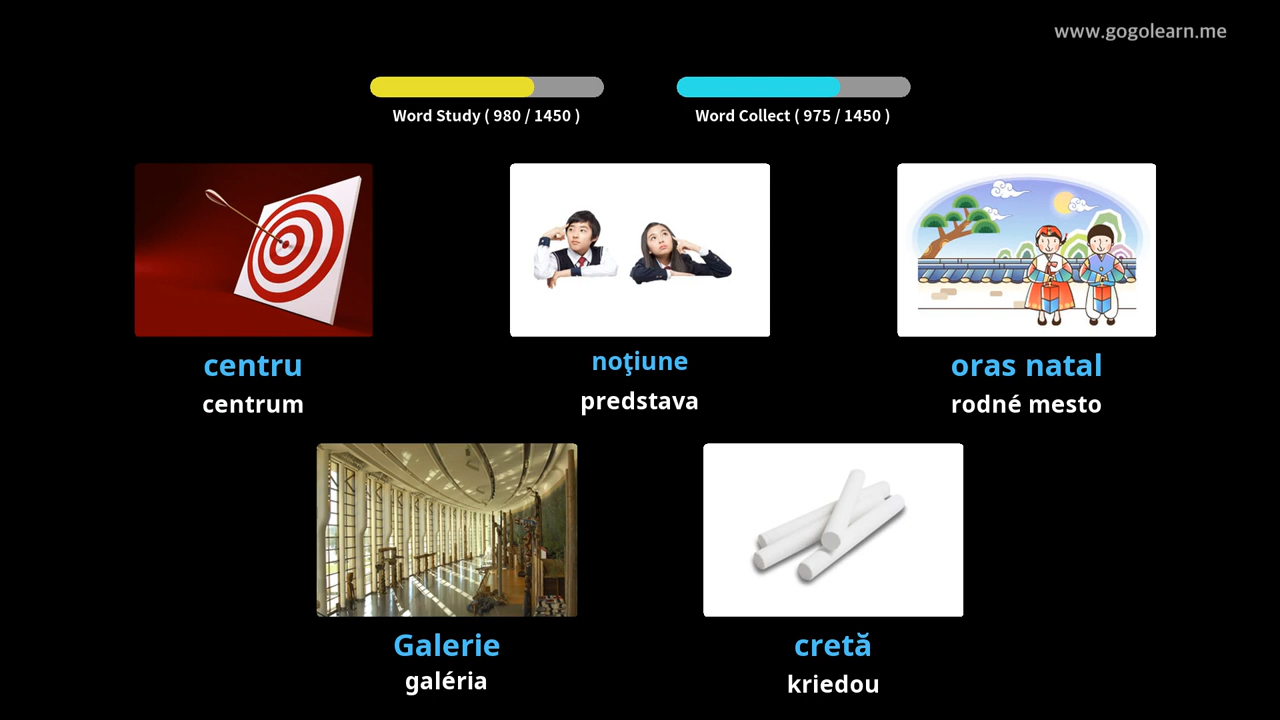 www.gogolearn.me
Word Study ( 980 / 1450 )
Word Collect ( 975 / 1450 )
centru
centrum
noţiune
predstava
oras natal
rodné mesto
Galerie
galéria
cretă
kriedou